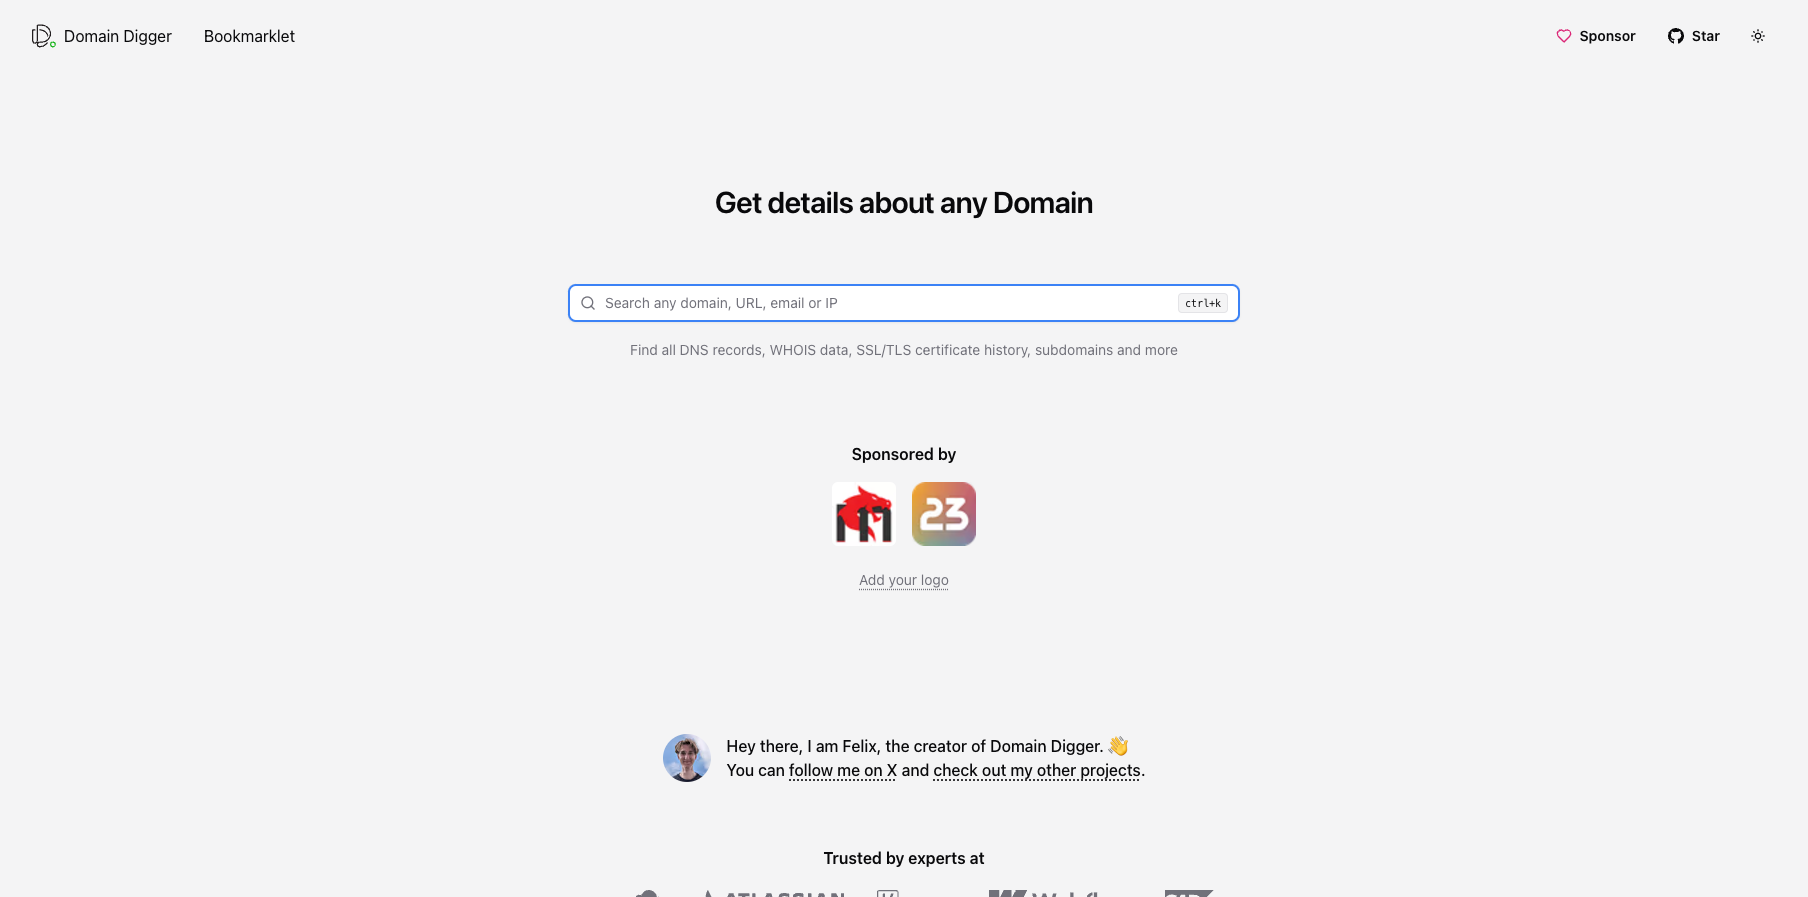 Domain Digger
Bookmarklet
Sponsor
Star
Get details about any Domain
Search any domain, URL, email or IP
ctrl+k
Find all DNS records, WHOIS data, SSL/TLS certificate history, subdomains and more
Sponsored by
23
Add your logo
Hey there, I am Felix, the creator of Domain Digger. 👋
You can follow me on X and check out my other projects.
Trusted by experts at
ATLASSIAN